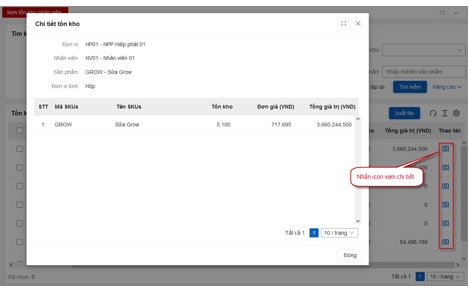 Xem tồn kho nhân viên
Chi tiết tồn kho
Tìm k
Đơn vị HP01 - NPP Hiệp phát 01
Nhân viên NV01 - Nhân viên 01
Kho
Sản phẩm GROW - Sữa Grow
Nhập mã/tên sản phẩm
Đơn vị tính Hộp
Tìm kiếm Nâng cao
STT Mã SKUs Tên SKUs Tồn kho Đơn giá (VND) Tổng giá trị (VND)
Tồn k
Xuất file
1 GROW Sữa Grow 5,100 717,695 3,660,244,500
Tổng giá trị (VND) Thao tác
3,660,244,500
Nhấn icon xem chi tiết
0
0
0
64,486,189
Tất cả 1 1 10 / trang
Đóng
Đã chọn: 0
Tất cả 7 1 10 / trang